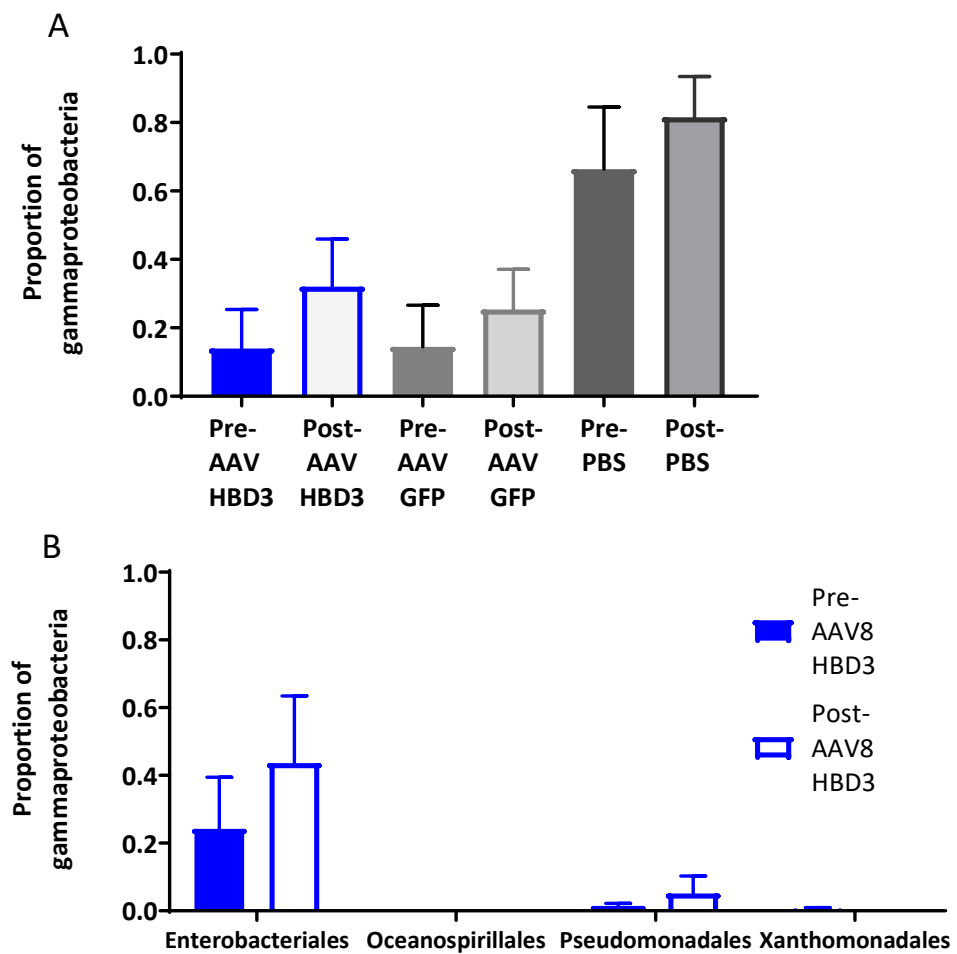 A
1.0
0.8
0.6
0.4
0.2
0.0
Proportion of
gammaproteobacteria
Pre-
AAV
HBD3
Post-
AAV
HBD3
Pre-
AAV
GFP
Post-
AAV
GFP
Pre-
PBS
Post-
PBS
B
1.0
0.8
0.6
0.4
0.2
0.0
Proportion of
gammaproteobacteria
Pre-
AAV8
HBD3
Post-
AAV8
HBD3
Enterobacteriales
Oceanospirillales
Pseudomonadales
Xanthomonadales